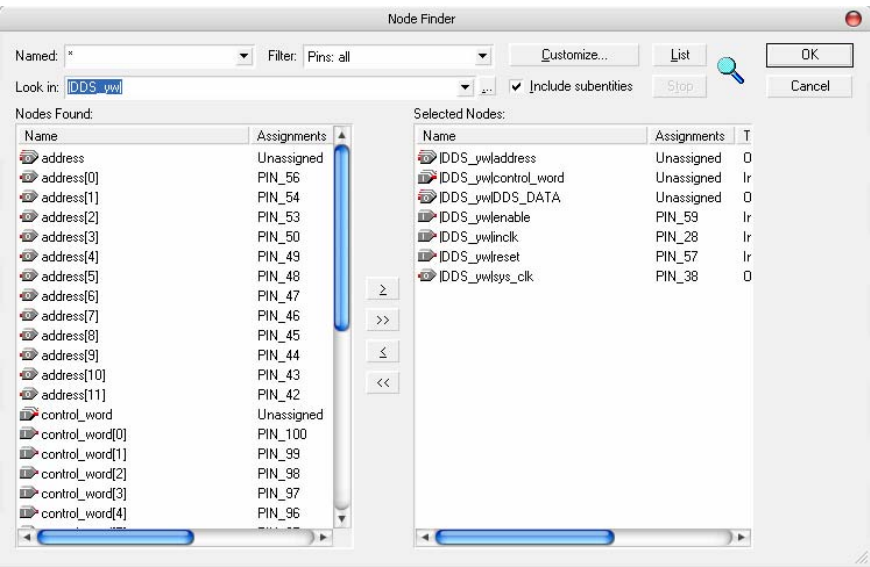 Node Finder
Named: * Filter: Pins: all Customize... List OK
Look in: |DDS_yw| ... Include subentities Stop Cancel
Nodes Found: Selected Nodes:
Name Assignments Name Assignments T
address Unassigned |DDS_yw|address Unassigned O
address[0] PIN_56 |DDS_yw|control_word Unassigned Ir
address[1] PIN_54 |DDS_yw|DDS_DATA Unassigned O
address[2] PIN_53 |DDS_yw|enable PIN_59 Ir
address[3] PIN_50 |DDS_yw|inclk PIN_28 Ir
address[4] PIN_49 |DDS_yw|reset PIN_57 Ir
address[5] PIN_48 |DDS_yw|sys_clk PIN_38 O
address[6] PIN_47 >
address[7] PIN_46 >>
address[8] PIN_45
address[9] PIN_44 <
address[10] PIN_43 <<
address[11] PIN_42
control_word Unassigned
control_word[0] PIN_100
control_word[1] PIN_99
control_word[2] PIN_98
control_word[3] PIN_97
control_word[4] PIN_96